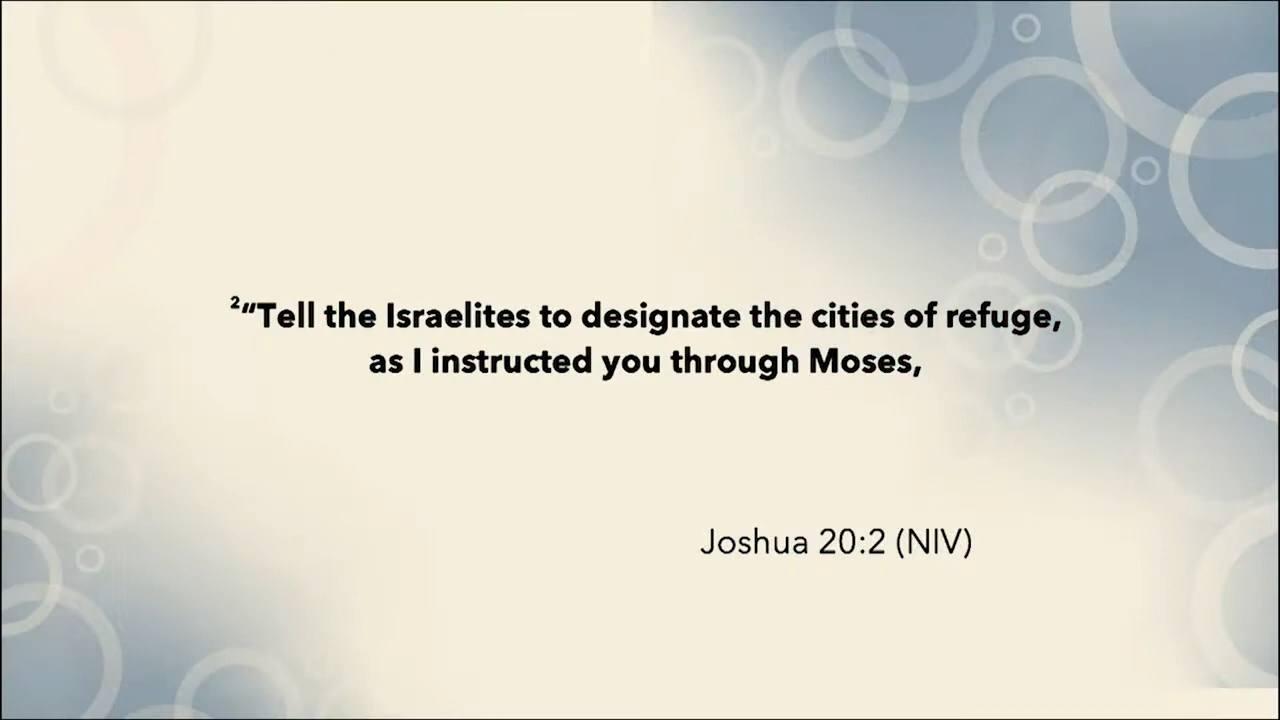 ²“Tell the Israelites to designate the cities of refuge,
as I instructed you through Moses,
Joshua 20:2 (NIV)